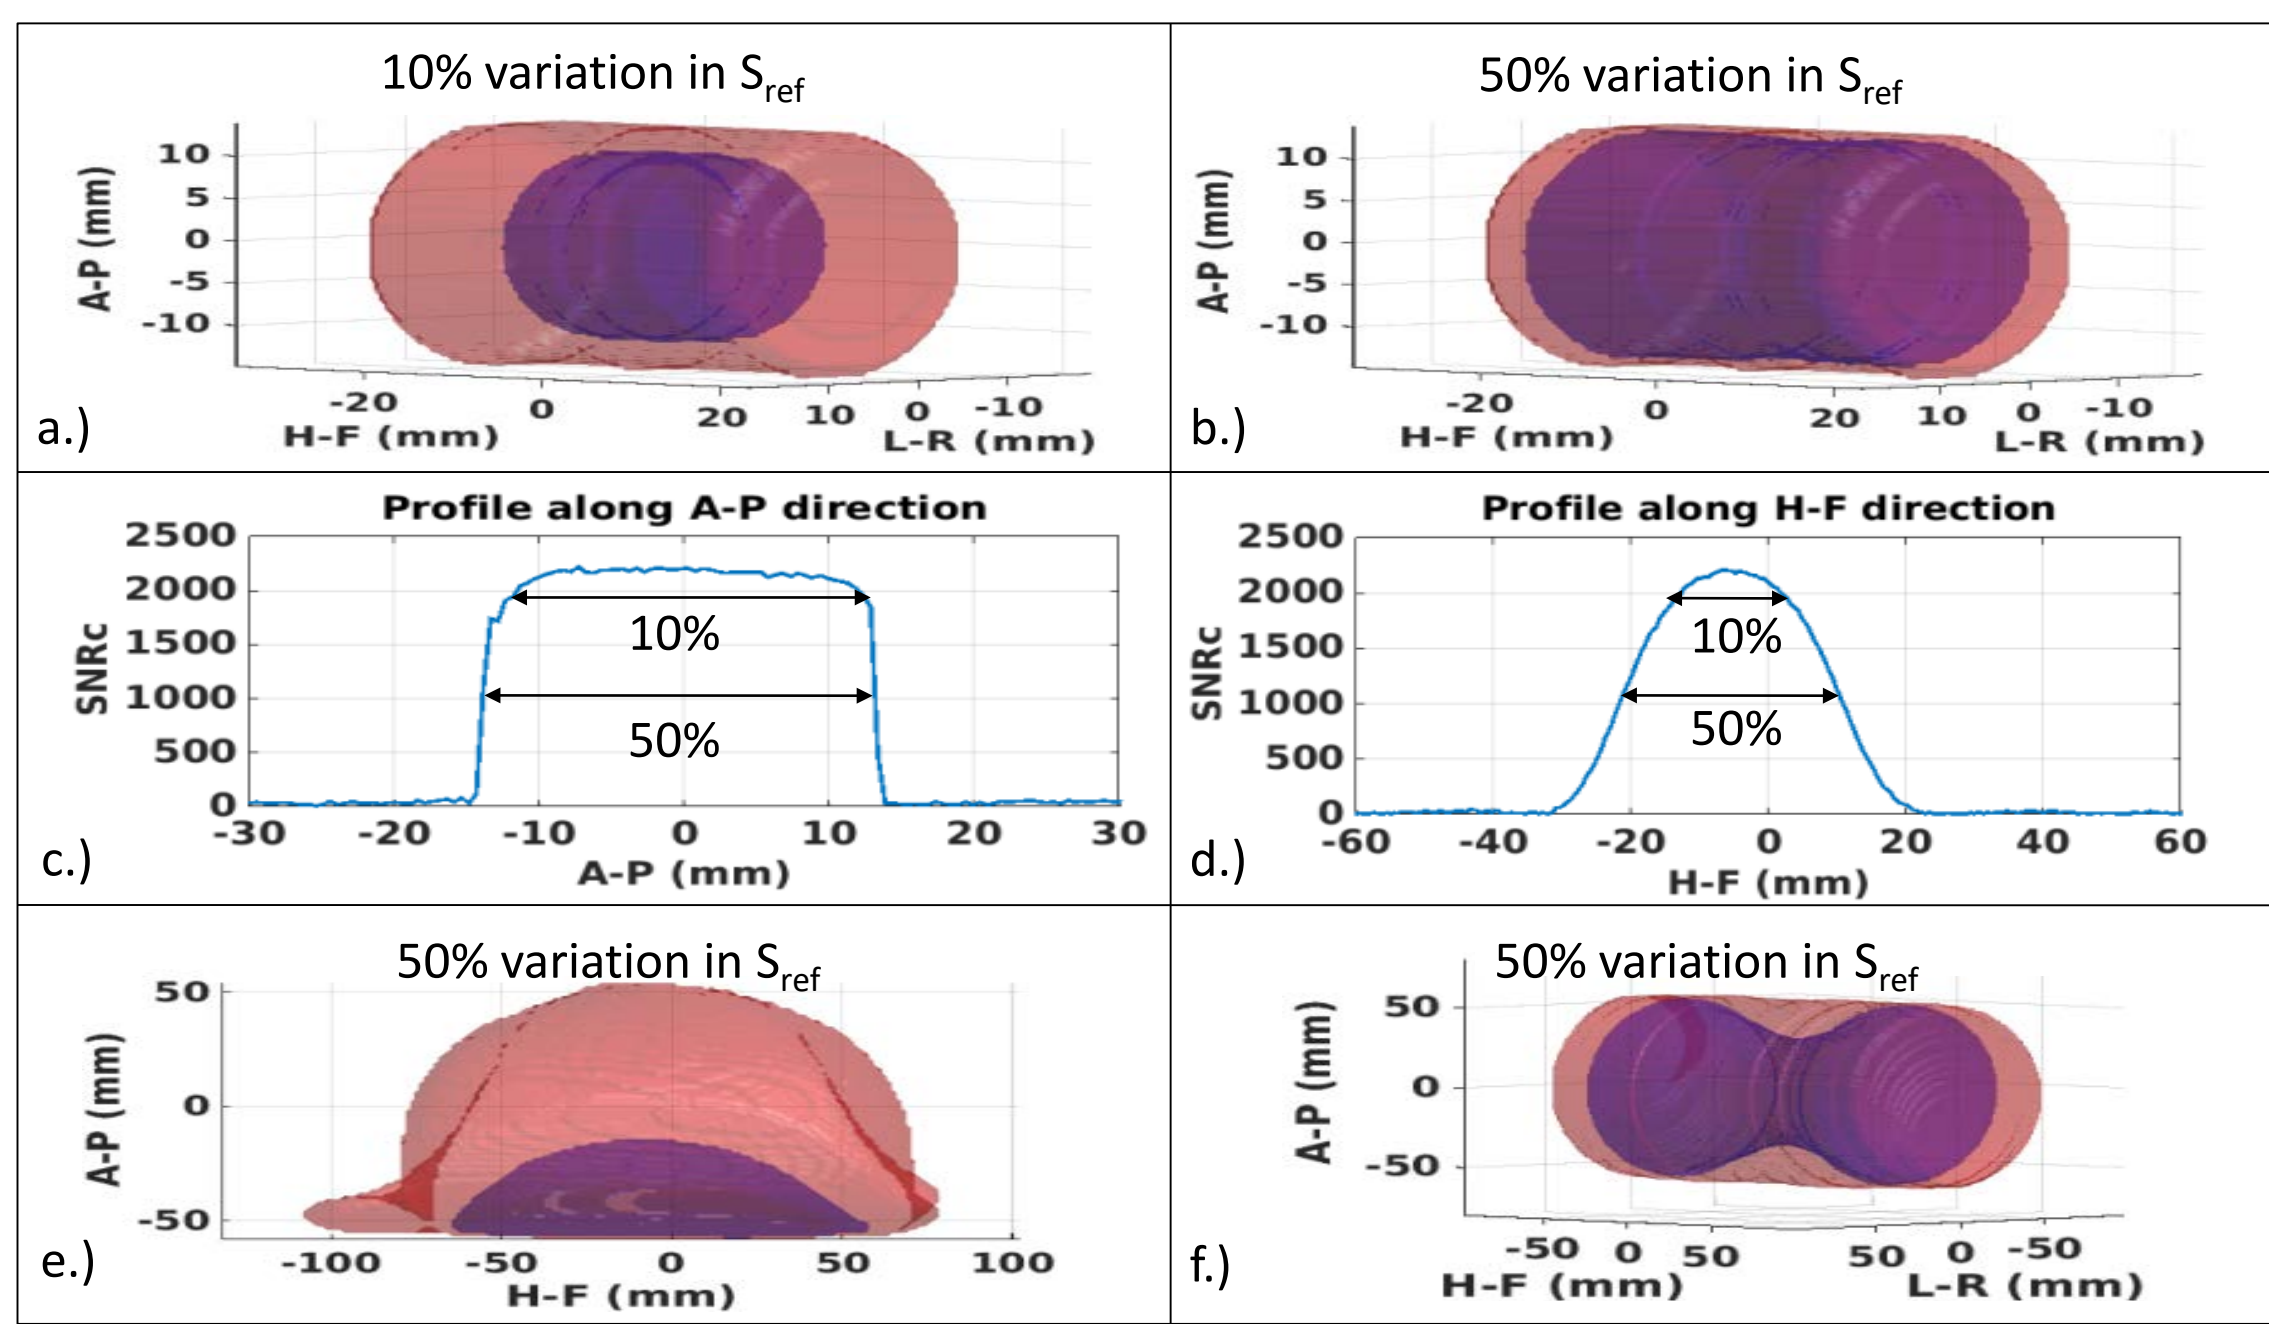 10% variation in Sref
A-P (mm)
10
5
0
-5
-10
-20
0
20
10
0
-10
H-F (mm)
L-R (mm)
a.)
50% variation in Sref
A-P (mm)
10
5
0
-5
-10
-20
0
20
10
0
-10
H-F (mm)
L-R (mm)
b.)
Profile along A-P direction
SNRc
2500
2000
1500
1000
500
0
10%
50%
-30
-20
-10
0
10
20
30
A-P (mm)
c.)
Profile along H-F direction
SNRc
2500
2000
1500
1000
500
0
10%
50%
-60
-40
-20
0
20
40
60
H-F (mm)
d.)
50% variation in Sref
A-P (mm)
50
0
-50
-100
-50
0
50
100
H-F (mm)
e.)
50% variation in Sref
A-P (mm)
50
0
-50
-50
0
50
50
0
-50
H-F (mm)
L-R (mm)
f.)